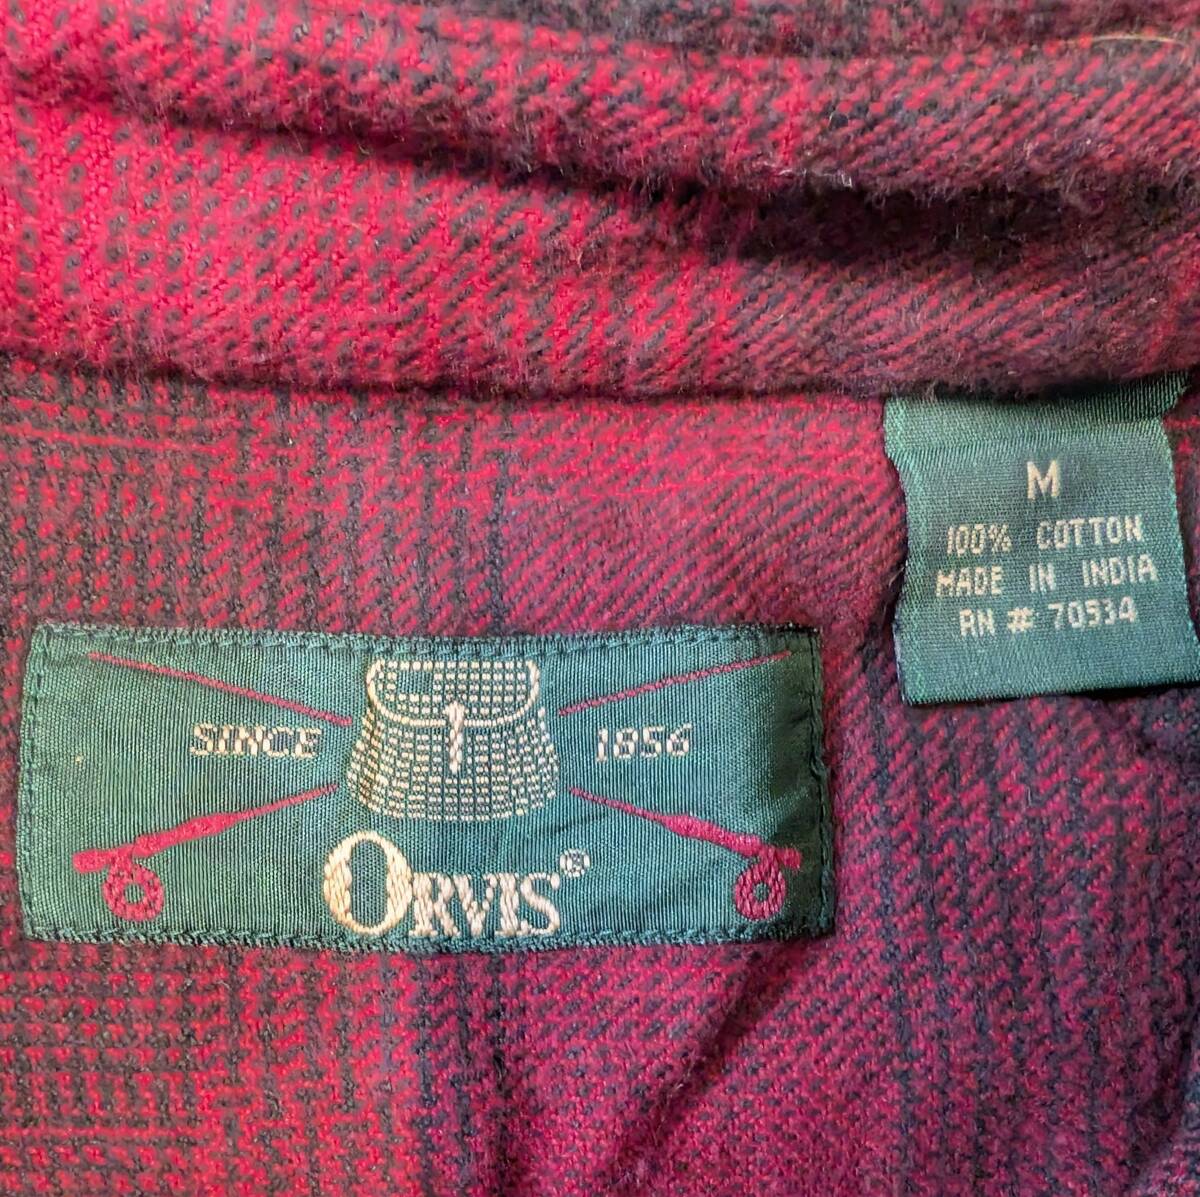 SINCE 1856
ORVIS®
M
100% COTTON
MADE IN INDIA
RN # 70534